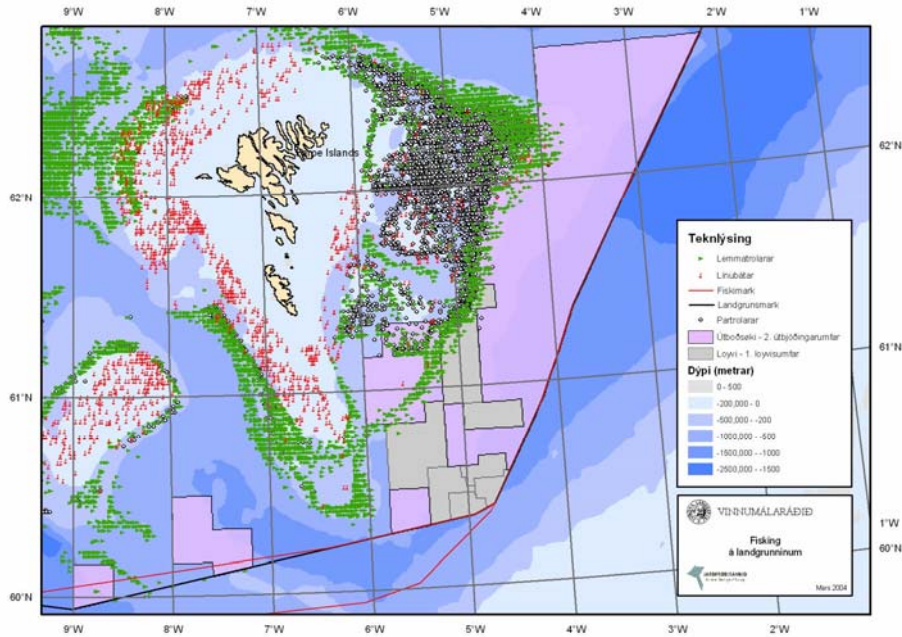 9°W 8°W 7°W 6°W 5°W 4°W 3°W 2°W 1°W
62°N
61°N
60°N
62°N
61°N
1°W
60°N
9°W 8°W 7°W 6°W 5°W 4°W 3°W 2°W
Islands
Teknlýsing
Lemmatrolarar
Línubátar
Fiskimark
Landgrunsmark
Partrolarar
Útboðsøki - 2. útbjóðingarumfar
Loyvi - 1. loyvisumfar
Dýpi (metrar)
0 - 500
-200,000 - 0
-500,000 - -200
-1000,000 - -500
-1500,000 - -1000
-2500,000 - -1500
VINNUMÁLARÁÐIÐ
Fisking
á landgrunninum
Mars 2004